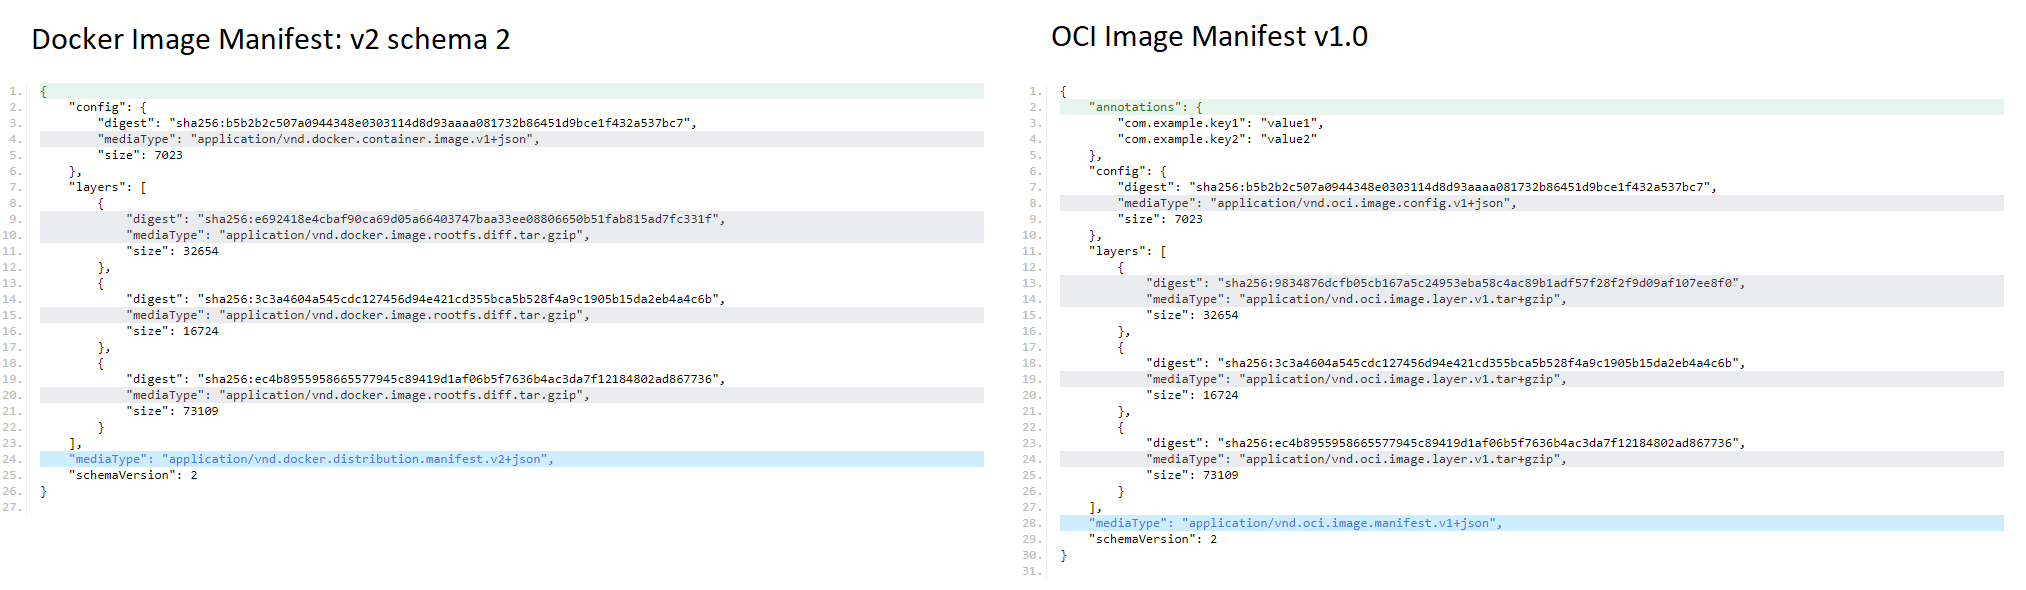 Docker Image Manifest: v2 schema 2
1. {
2.     "config": {
3.         "digest": "sha256:b5b2b2c507a0944348e0303114d8d93aaaa081732b86451d9bce1f432a537bc7",
4.         "mediaType": "application/vnd.docker.container.image.v1+json",
5.         "size": 7023
6.     },
7.     "layers": [
8.         {
9.             "digest": "sha256:e692418e4cbaf90ca69d05a66403747baa33ee08806650b51fab815ad7fc331f",
10.             "mediaType": "application/vnd.docker.image.rootfs.diff.tar.gzip",
11.             "size": 32654
12.         },
13.         {
14.             "digest": "sha256:3c3a4604a545cdc127456d94e421cd355bca5b528f4a9c1905b15da2eb4a4c6b",
15.             "mediaType": "application/vnd.docker.image.rootfs.diff.tar.gzip",
16.             "size": 16724
17.         },
18.         {
19.             "digest": "sha256:ec4b8955958665577945c89419d1af06b5f7636b4ac3da7f12184802ad867736",
20.             "mediaType": "application/vnd.docker.image.rootfs.diff.tar.gzip",
21.             "size": 73109
22.         }
23.     ],
24.     "mediaType": "application/vnd.docker.distribution.manifest.v2+json",
25.     "schemaVersion": 2
26. }
27.
OCI Image Manifest v1.0
1. {
2.     "annotations": {
3.         "com.example.key1": "value1",
4.         "com.example.key2": "value2"
5.     },
6.     "config": {
7.         "digest": "sha256:b5b2b2c507a0944348e0303114d8d93aaaa081732b86451d9bce1f432a537bc7",
8.         "mediaType": "application/vnd.oci.image.config.v1+json",
9.         "size": 7023
10.     },
11.     "layers": [
12.         {
13.             "digest": "sha256:9834876dcfb05cb167a5c24953eba58c4ac89b1adf57f28f2f9d09af107ee8f0",
14.             "mediaType": "application/vnd.oci.image.layer.v1.tar+gzip",
15.             "size": 32654
16.         },
17.         {
18.             "digest": "sha256:3c3a4604a545cdc127456d94e421cd355bca5b528f4a9c1905b15da2eb4a4c6b",
19.             "mediaType": "application/vnd.oci.image.layer.v1.tar+gzip",
20.             "size": 16724
21.         },
22.         {
23.             "digest": "sha256:ec4b8955958665577945c89419d1af06b5f7636b4ac3da7f12184802ad867736",
24.             "mediaType": "application/vnd.oci.image.layer.v1.tar+gzip",
25.             "size": 73109
26.         }
27.     ],
28.     "mediaType": "application/vnd.oci.image.manifest.v1+json",
29.     "schemaVersion": 2
30. }
31.